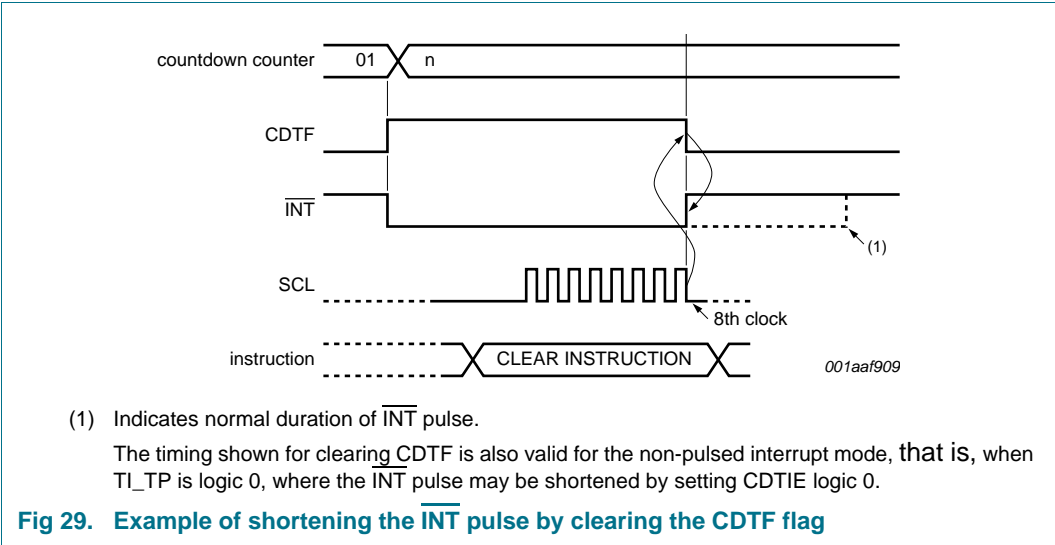 countdown counter 01 n
CDTF
INT
(1)
SCL
8th clock
instruction CLEAR INSTRUCTION
001aaf909
(1) Indicates normal duration of INT pulse.
The timing shown for clearing CDTF is also valid for the non-pulsed interrupt mode, that is, when
TI_TP is logic 0, where the INT pulse may be shortened by setting CDTIE logic 0.
Fig 29. Example of shortening the INT pulse by clearing the CDTF flag